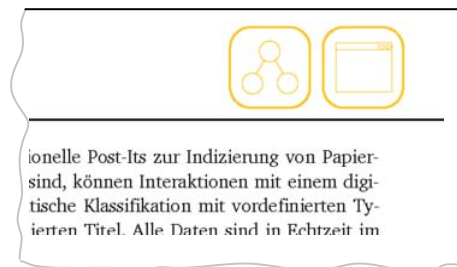 ionelle Post-Its zur Indizierung von Papier-
sind, können Interaktionen mit einem digi-
tische Klassifikation mit vordefinierten Ty-
ierten Titel. Alle Daten sind in Echtzeit im